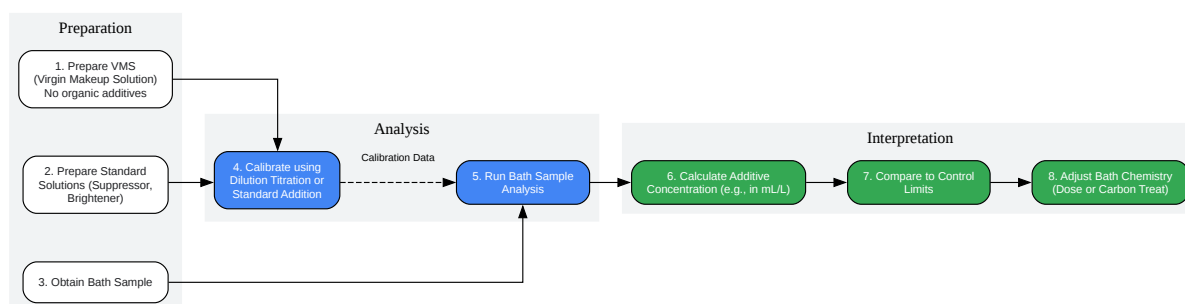 Preparation
1. Prepare VMS
(Virgin Makeup Solution)
No organic additives
2. Prepare Standard
Solutions (Suppressor,
Brightener)
3. Obtain Bath Sample
Analysis
4. Calibrate using
Dilution Titration or
Standard Addition
Calibration Data
5. Run Bath Sample
Analysis
Interpretation
6. Calculate Additive
Concentration (e.g., in mL/L)
7. Compare to Control
Limits
8. Adjust Bath Chemistry
(Dose or Carbon Treat)